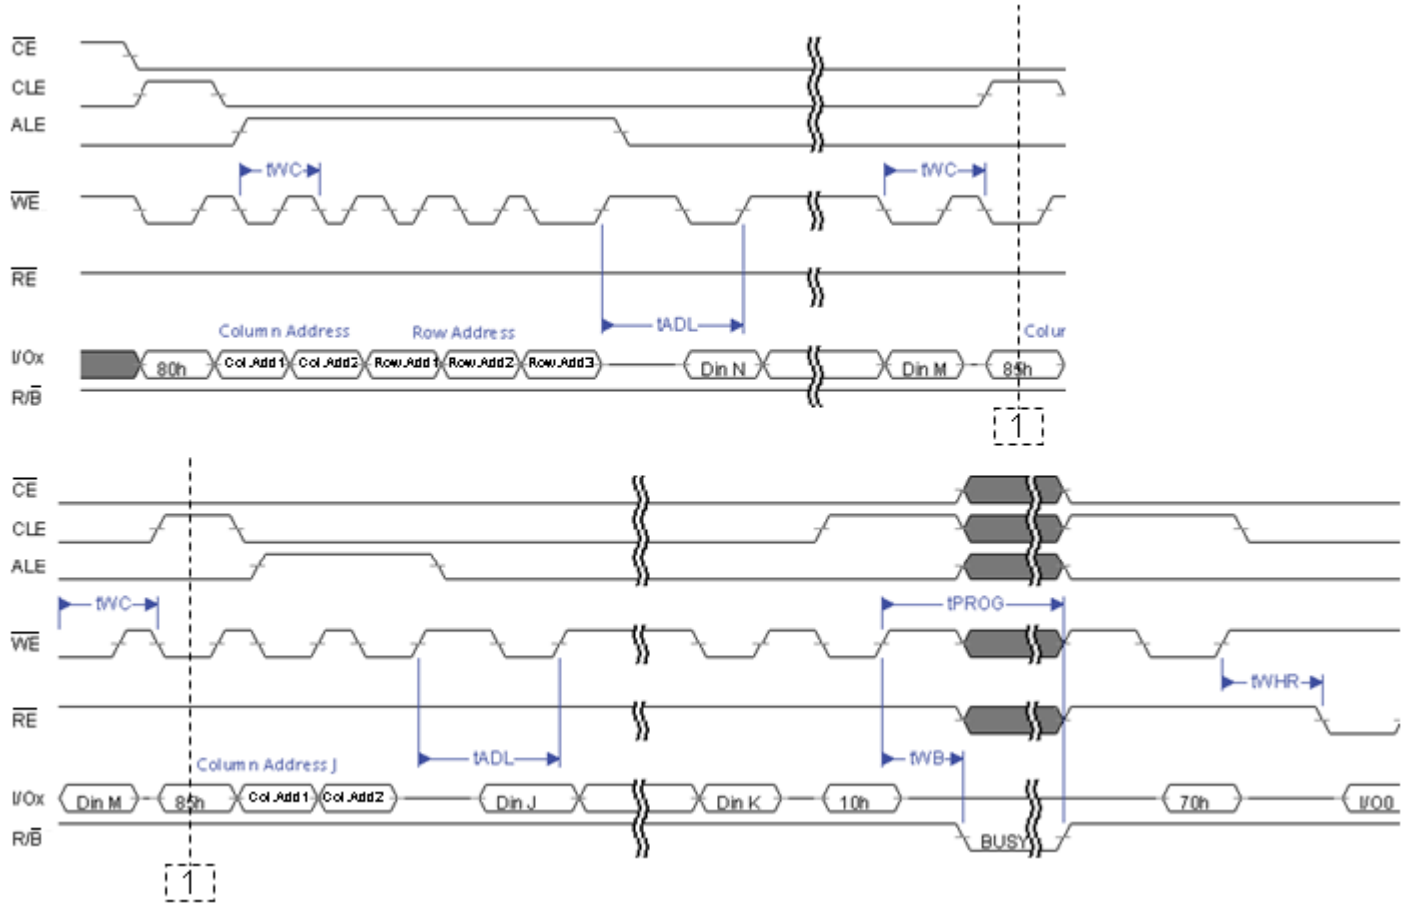 CE
CLE
ALE
tWC tWC
WE
RE
tADL
Column Address Row Address Colur
I/Ox 80h Col.Add1 Col.Add2 Row.Add1 Row.Add2 Row.Add3 Din N Din M 85h
R/B
1
CE
CLE
ALE
tWC tPROG
WE
tWHR
RE
tADL tWB
Column Address J
I/Ox Din M 85h Col.Add1 Col.Add2 Din J Din K 10h 70h I/O0
R/B BUSY
1